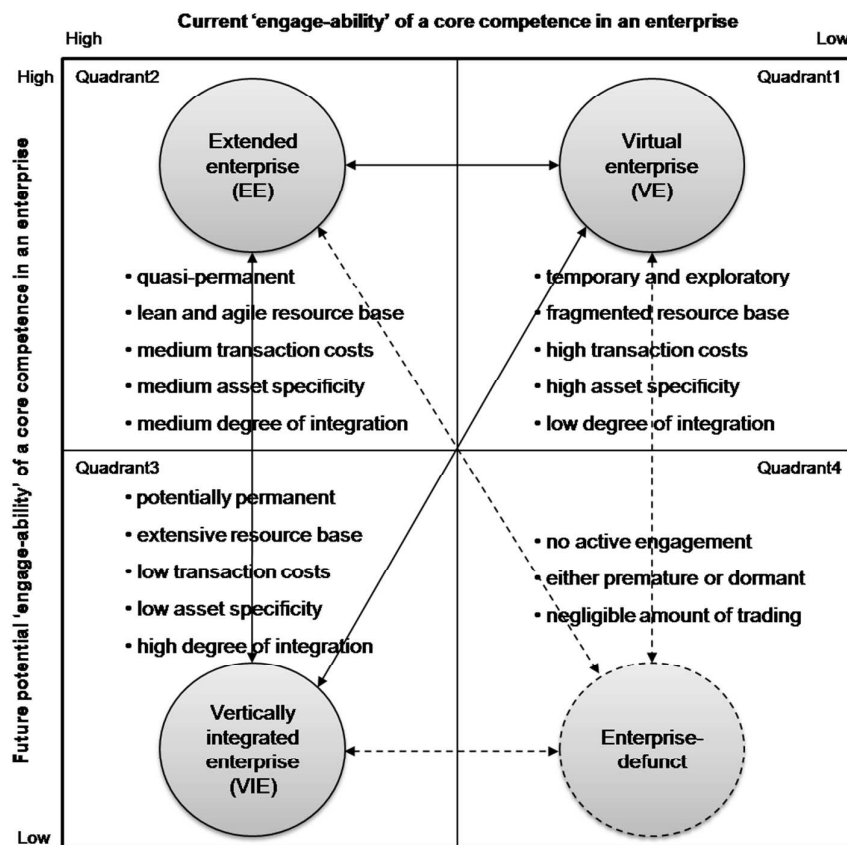 Current 'engage-ability' of a core competence in an enterprise
High
Low
High
Future potential 'engage-ability' of a core competence in an enterprise
Low
Quadrant2
Extended
enterprise
(EE)
• quasi-permanent
• lean and agile resource base
• medium transaction costs
• medium asset specificity
• medium degree of integration
Quadrant1
Virtual
enterprise
(VE)
• temporary and exploratory
• fragmented resource base
• high transaction costs
• high asset specificity
• low degree of integration
Quadrant3
• potentially permanent
• extensive resource base
• low transaction costs
• low asset specificity
• high degree of integration
Vertically
integrated
enterprise
(VIE)
Quadrant4
• no active engagement
• either premature or dormant
• negligible amount of trading
Enterprise-
defunct